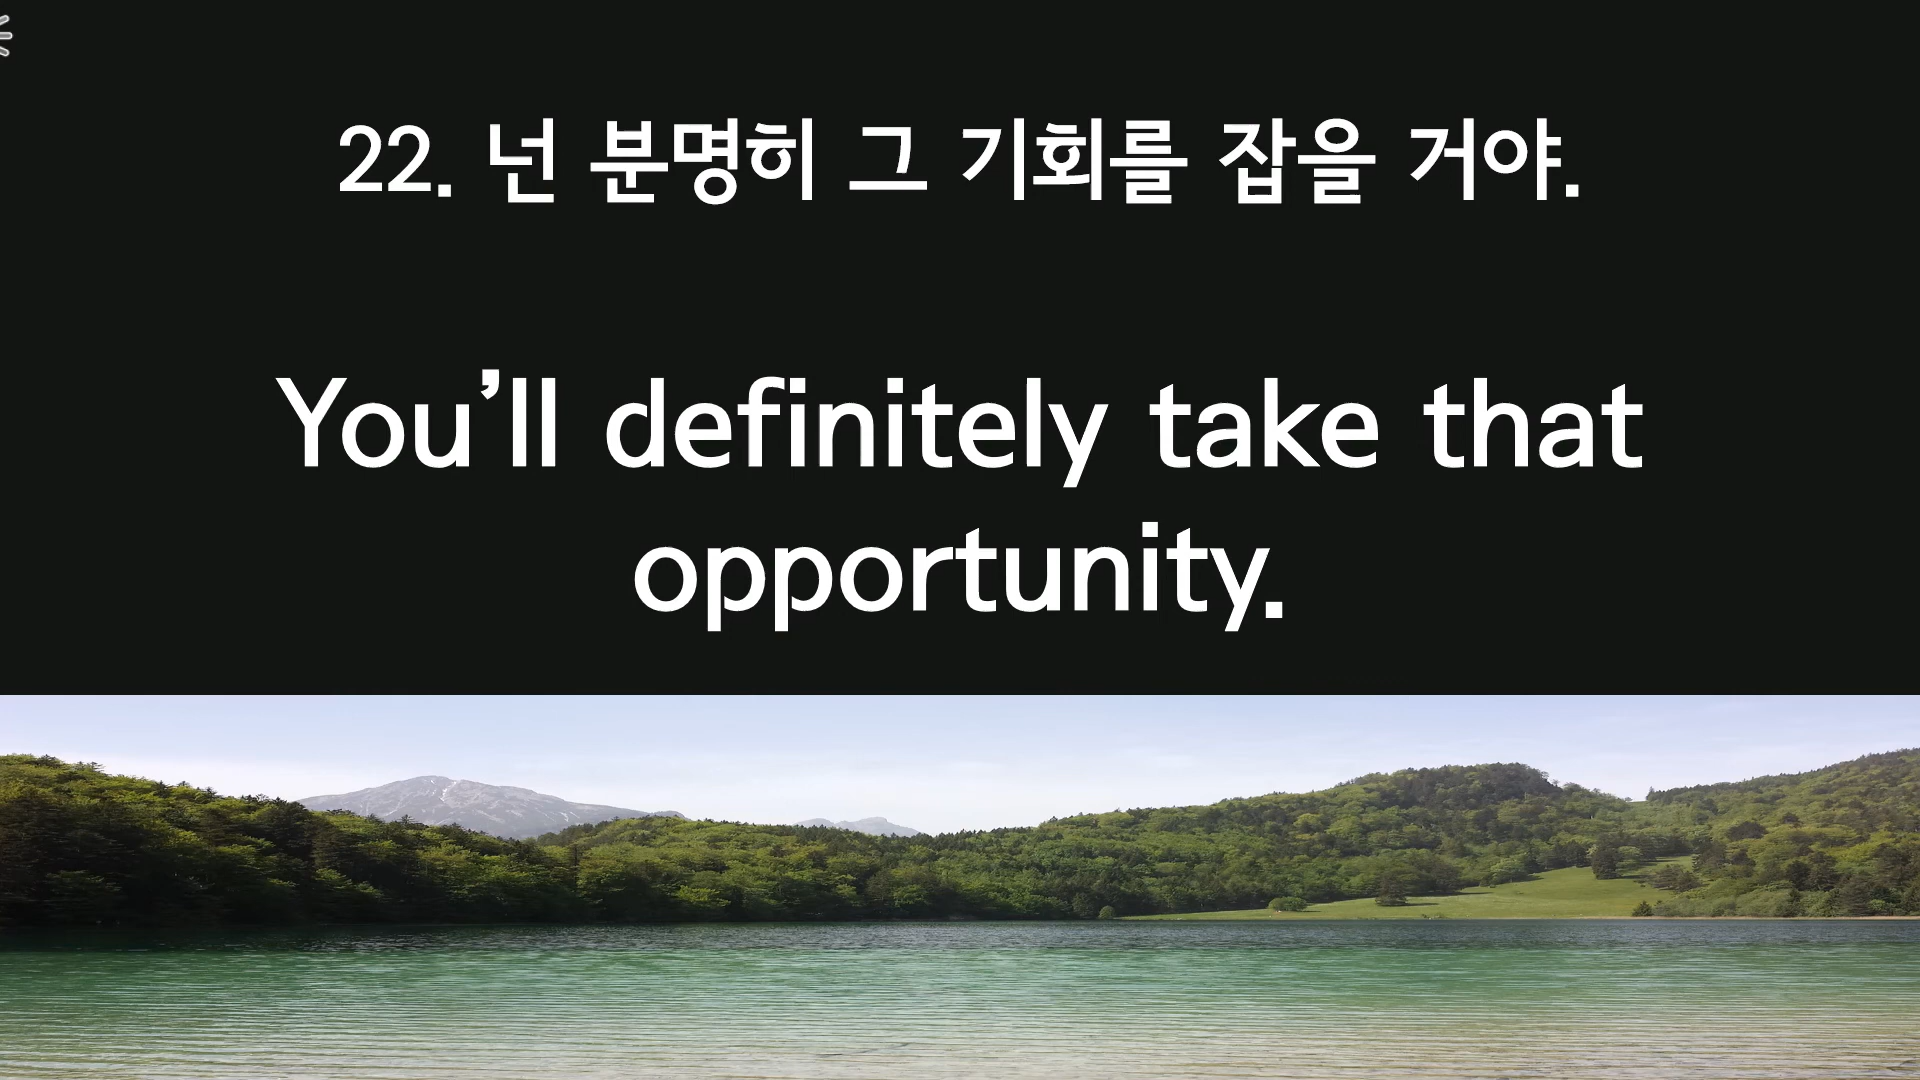 22. 넌 분명히 그 기회를 잡을 거야.
You’ll definitely take that
opportunity.